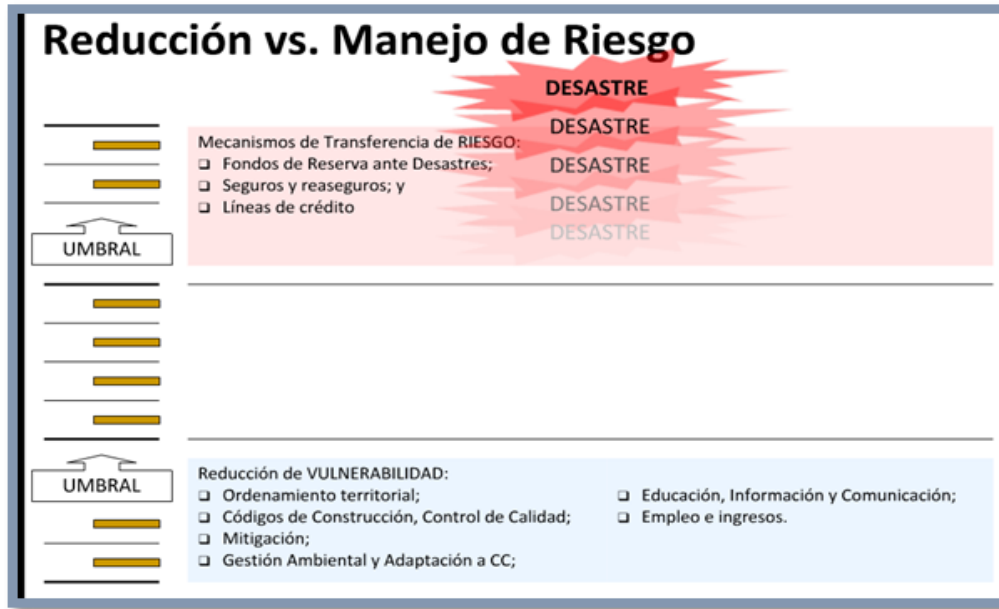 Reducción vs. Manejo de Riesgo
DESASTRE
DESASTRE
DESASTRE
DESASTRE
DESASTRE
Mecanismos de Transferencia de RIESGO:
❑ Fondos de Reserva ante Desastres;
❑ Seguros y reaseguros; y
❑ Líneas de crédito
UMBRAL
UMBRAL
Reducción de VULNERABILIDAD:
❑ Ordenamiento territorial;
❑ Códigos de Construcción, Control de Calidad;
❑ Mitigación;
❑ Gestión Ambiental y Adaptación a CC;
❑ Educación, Información y Comunicación;
❑ Empleo e ingresos.